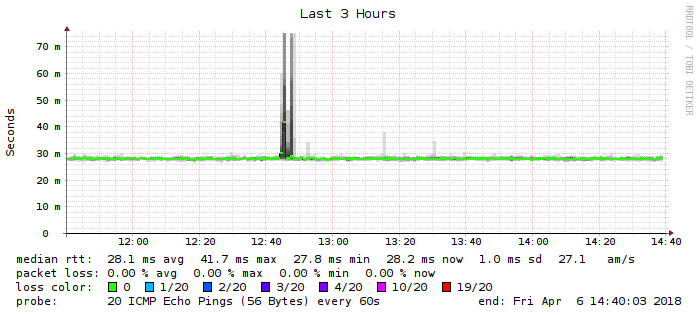 Last 3 Hours
RRDTOOL / TOBI OETIKER
Seconds
70 m
60 m
50 m
40 m
30 m
20 m
10 m
0
12:00 12:20 12:40 13:00 13:20 13:40 14:00 14:20 14:40
median rtt: 28.1 ms avg 41.7 ms max 27.8 ms min 28.2 ms now 1.0 ms sd 27.1 am/s
packet loss: 0.00 % avg 0.00 % max 0.00 % min 0.00 % now
loss color: 0 1/20 2/20 3/20 4/20 10/20 19/20
probe: 20 ICMP Echo Pings (56 Bytes) every 60s end: Fri Apr 6 14:40:03 2018